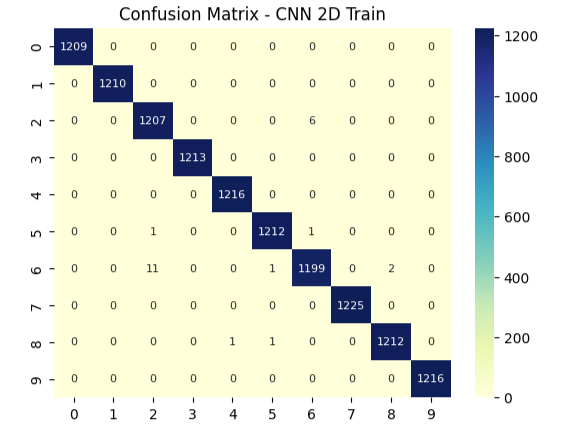 Confusion Matrix - CNN 2D Train
0 1209 0 0 0 0 0 0 0 0 0
1 0 1210 0 0 0 0 0 0 0 0
2 0 0 1207 0 0 0 6 0 0 0
3 0 0 0 1213 0 0 0 0 0 0
4 0 0 0 0 1216 0 0 0 0 0
5 0 0 1 0 0 1212 1 0 0 0
6 0 0 11 0 0 1 1199 0 2 0
7 0 0 0 0 0 0 0 1225 0 0
8 0 0 0 0 1 1 0 0 1212 0
9 0 0 0 0 0 0 0 0 0 1216
0 1 2 3 4 5 6 7 8 9
1200
1000
800
600
400
200
0